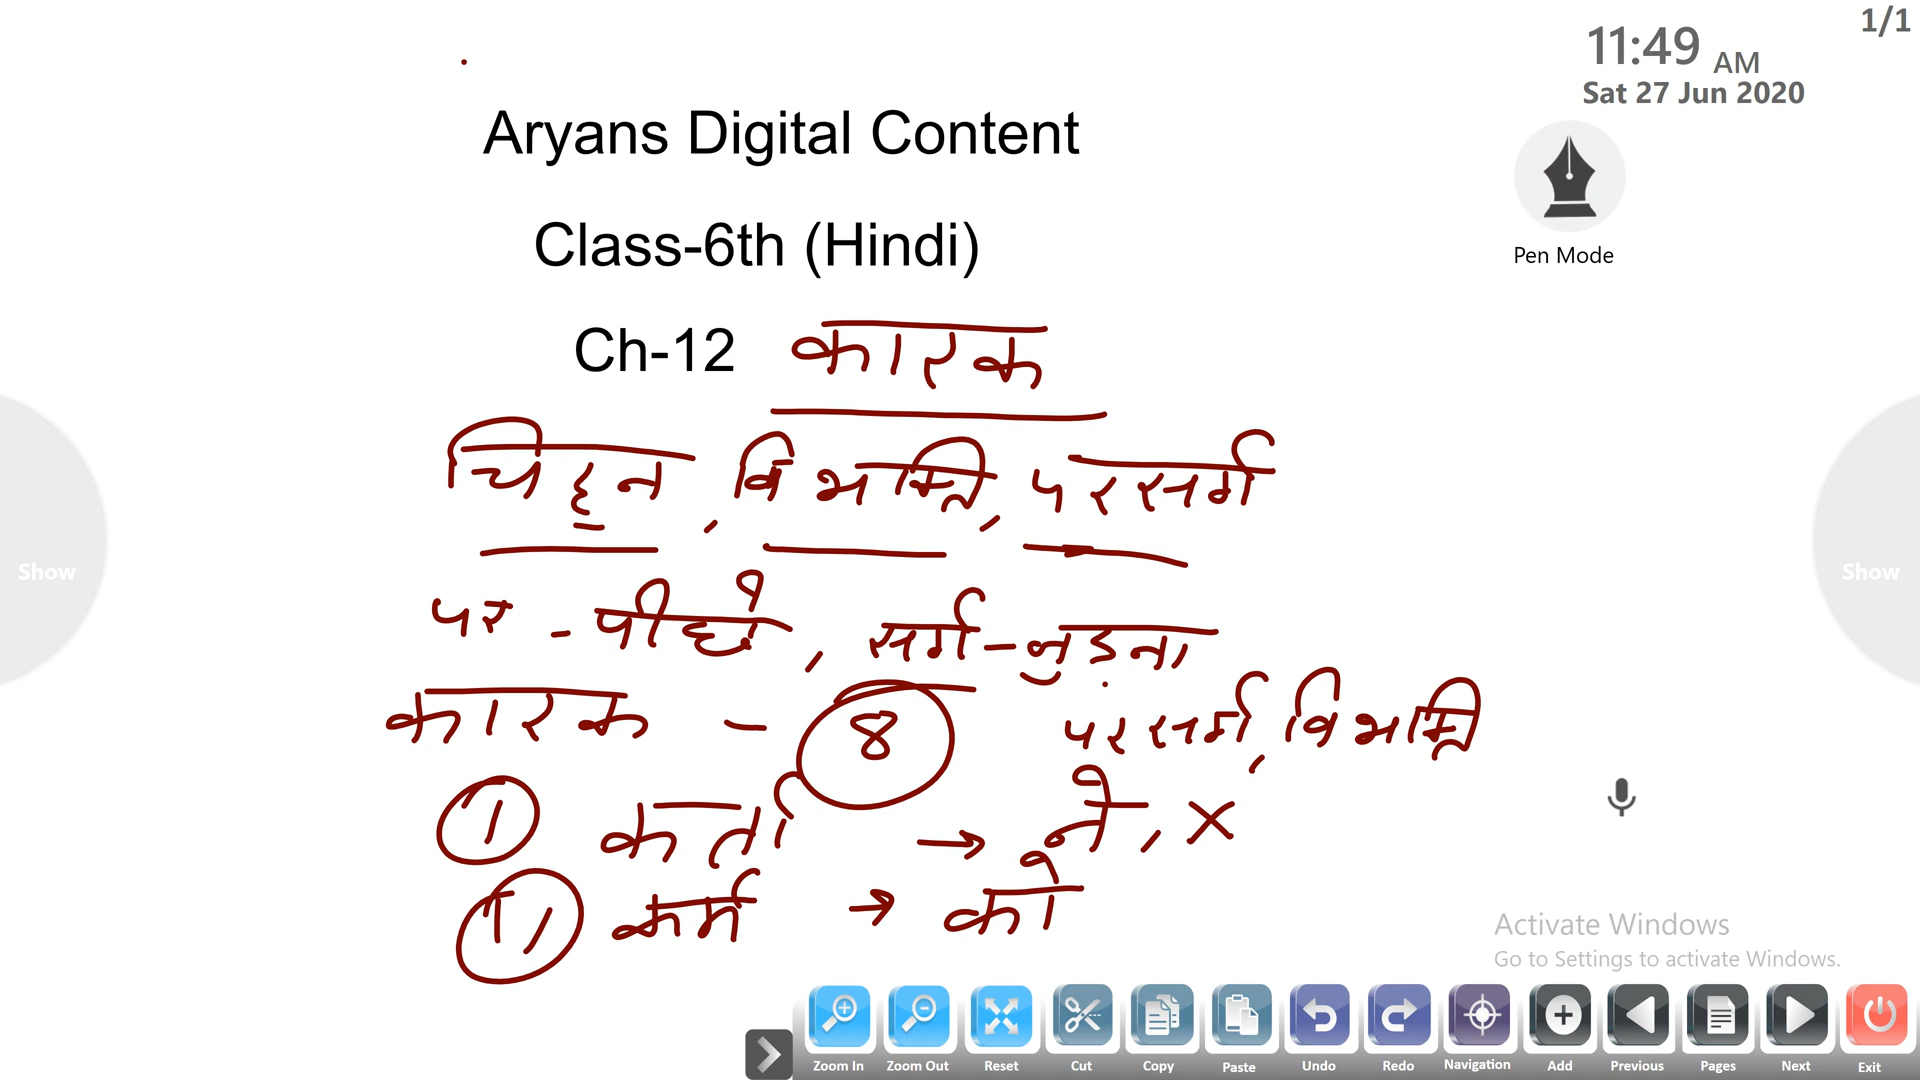 1/1
11:49 AM
Sat 27 Jun 2020
Aryans Digital Content
Class-6th (Hindi)
Pen Mode
Ch-12 कारक
चिह्न, विभक्ति, परसर्ग
Show
Show
पर - पीछे, सर्ग - जुड़ना
कारक - 8 परसर्ग, विभक्ति
1 कर्ता → ने, ×
11 कर्म → को
Activate Windows
Go to Settings to activate Windows.
Zoom In Zoom Out Reset Cut Copy Paste Undo Redo Navigation Add Previous Pages Next Exit